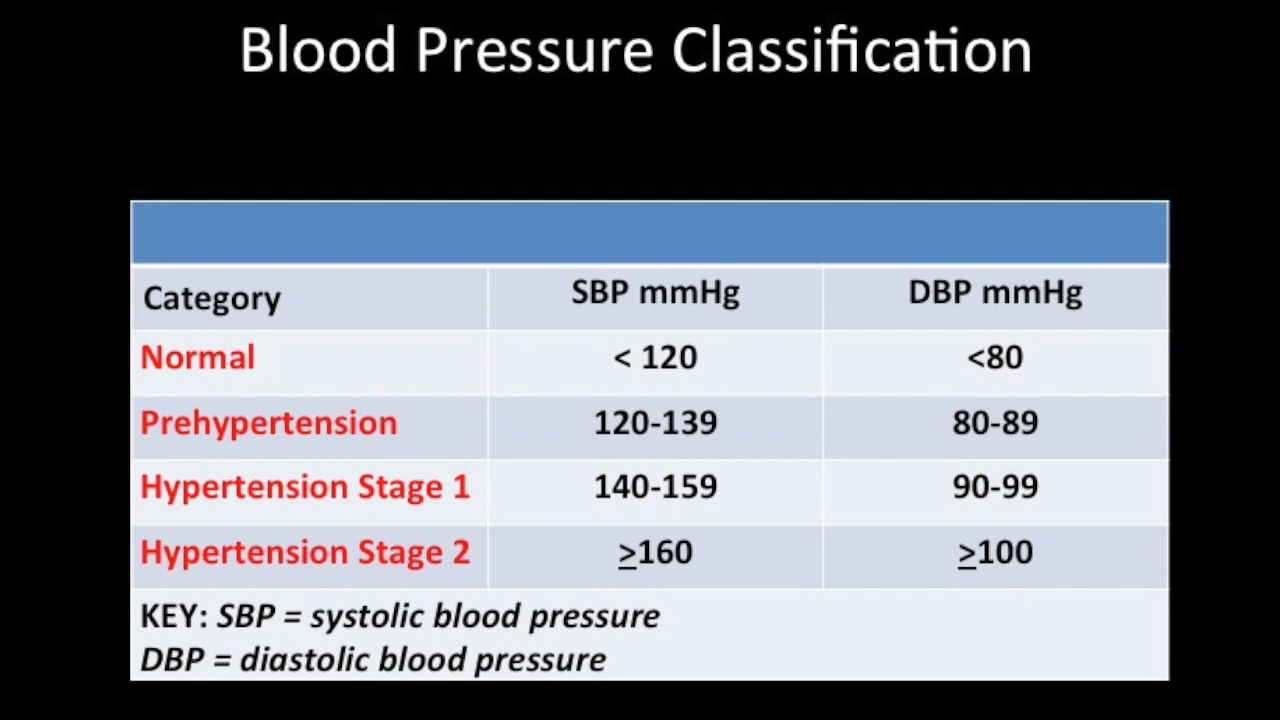 Blood Pressure Classification
Category SBP mmHg DBP mmHg
Normal < 120 <80
Prehypertension 120-139 80-89
Hypertension Stage 1 140-159 90-99
Hypertension Stage 2 ≥160 ≥100
KEY: SBP = systolic blood pressure
DBP = diastolic blood pressure